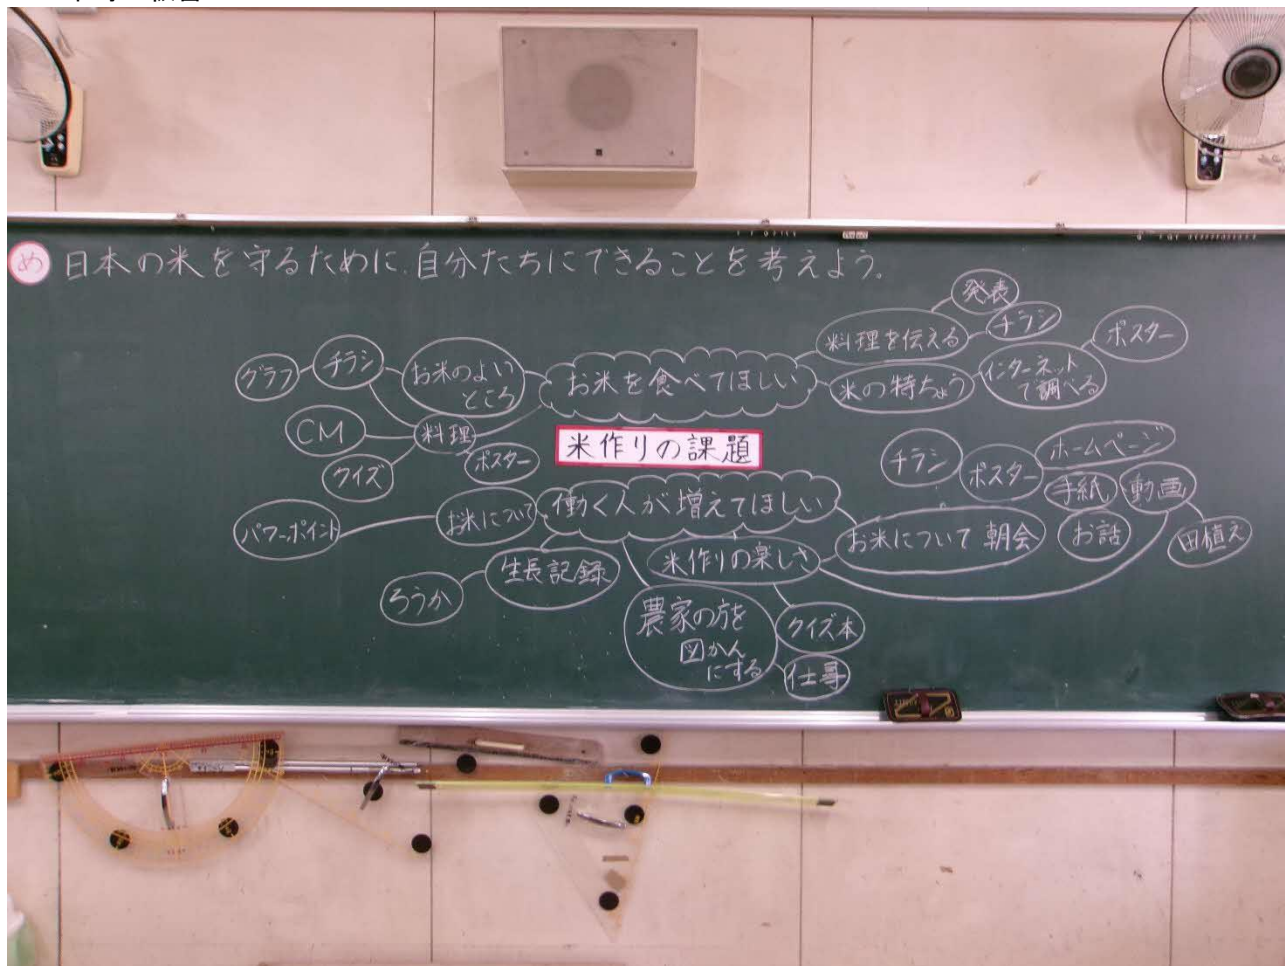 め 日本の米を守るために、自分たちにできることを考えよう。
発表
料理を伝える
チラシ
ポスター
グラフ
チラシ
お米のよい
ところ
お米を食べてほしい
米の特ちょう
インターネット
で調べる
CM
料理
クイズ
ポスター
米作りの課題
チラシ
ポスター
ホームページ
手紙
動画
パワーポイント
お米について
働く人が増えてほしい
お米について 朝会
お話
田植え
生長記録
米作りの楽しさ
ろうか
農家の方を
図かん
にする
クイズ本
仕事